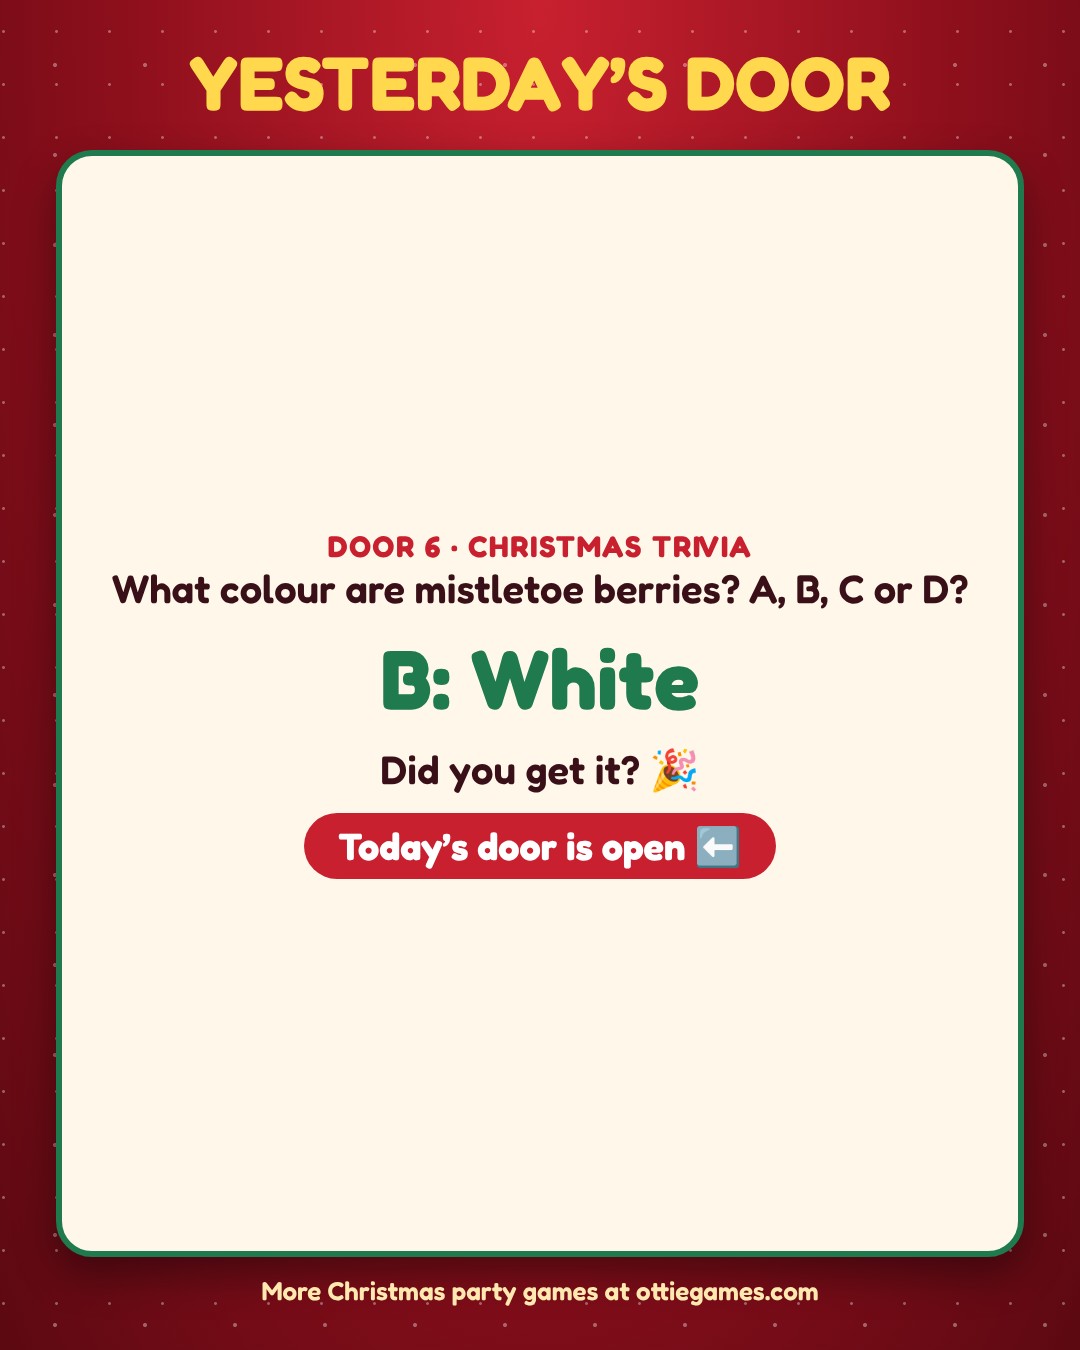 YESTERDAY’S DOOR
DOOR 6 · CHRISTMAS TRIVIA
What colour are mistletoe berries? A, B, C or D?
B: White
Did you get it? 🎉
Today’s door is open ⬅️
More Christmas party games at ottiegames.com